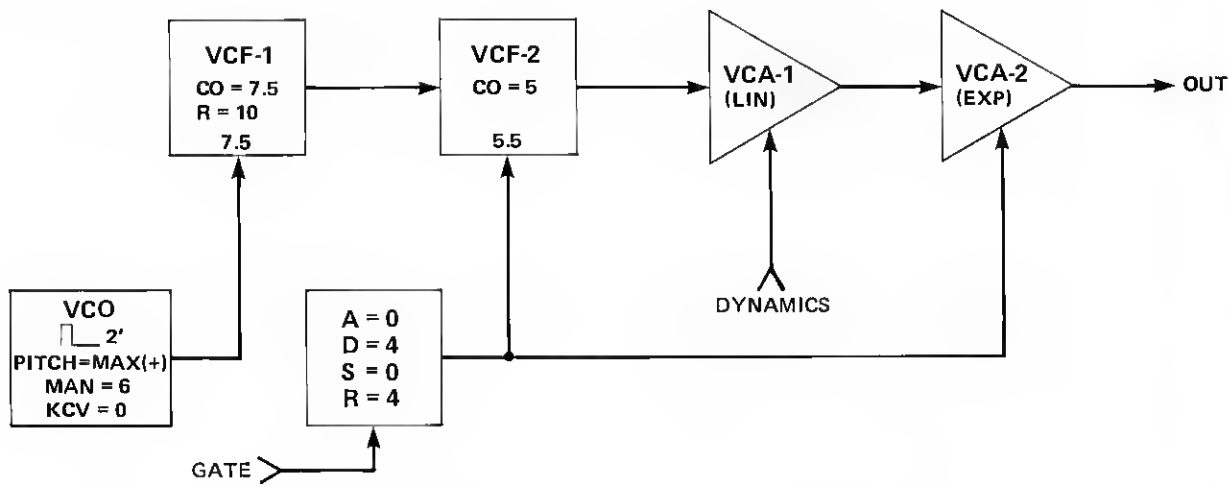 VCF-1
CO = 7.5
R = 10
7.5
VCF-2
CO = 5
5.5
VCA-1
(LIN)
VCA-2
(EXP)
OUT
DYNAMICS
VCO
2'
PITCH=MAX(+)
MAN = 6
KCV = 0
A = 0
D = 4
S = 0
R = 4
GATE